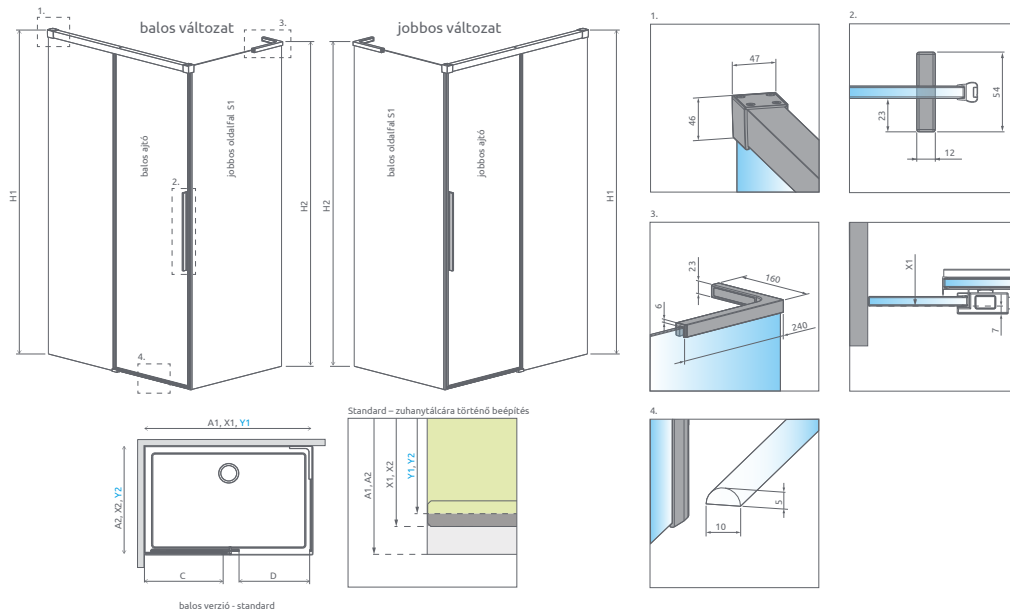 1.
balos változat
3.
jobbos változat
H1
balos ajtó
jobbos oldalfal S1
2.
H2
4.
H2
balos oldalfal S1
jobbos ajtó
H1
1.
47
46
2.
54
23
12
3.
23
160
6
240
X1
7
4.
5
10
A1, X1, Y1
A2, X2, Y2
C
D
balos verzió - standard
Standard – zuhanytálcára történő beépítés
A1, A2
X1, X2
Y1, Y2